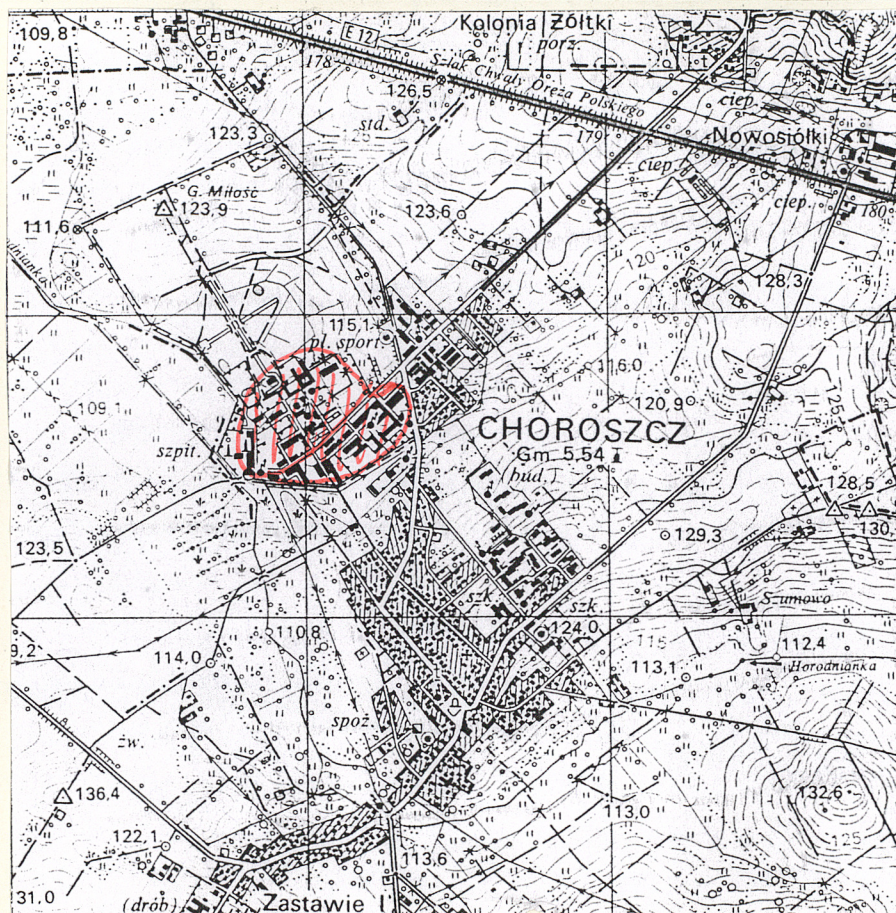 109,8
E 12
Kolonia Żółtki
porz.
t
178
126,5
Szlak Chwały
Oręża Polskiego
ciep.
123,3
std.
179
Nowosiółki
ciep.
G. Miłość
123,9
123,6
ciep.
180
111,6
120
128,3
115,1
pl. sport
116,0
109,1
120,9
125
CHOROSZCZ
szpit.
Gm 5.54
(bud.)
128,5
130
123,5
129,3
szk
szk
Szumowo
124,0
9,2
110,8
115
112,4
114,0
113,1
Horodnianka
spoż.
żw.
136,4
132,6
113,0
125
122,1
113,6
31,0
(drób)
Zastawie I